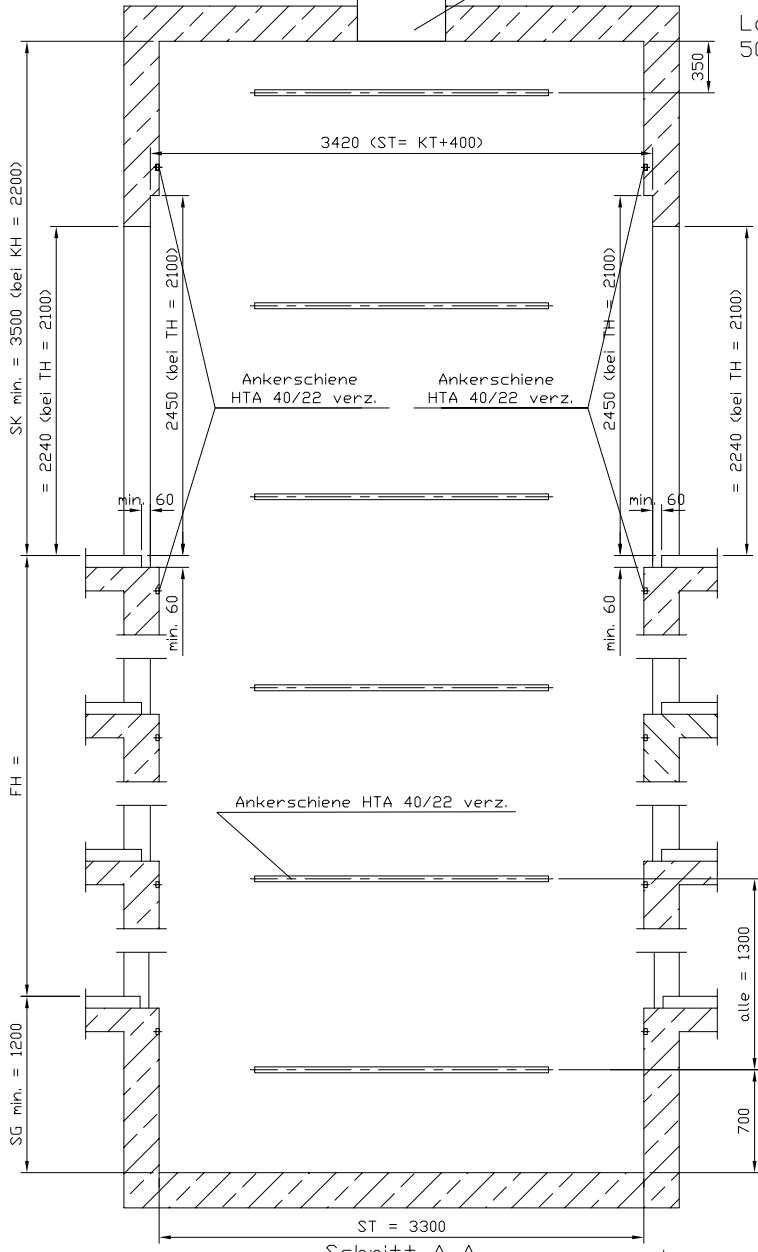 350
3420 (ST= KT+400)
SK min. = 3500 (bei KH = 2200)
= 2240 (bei TH = 2100)
2450 (bei TH = 2100)
2450 (bei TH = 2100)
= 2240 (bei TH = 2100)
Ankerschiene
HTA 40/22 verz.
Ankerschiene
HTA 40/22 verz.
min. 60
min. 60
min. 60
min. 60
FH =
Ankerschiene HTA 40/22 verz.
alle = 1300
SG min. = 1200
700
ST = 3300
Schnitt A-A